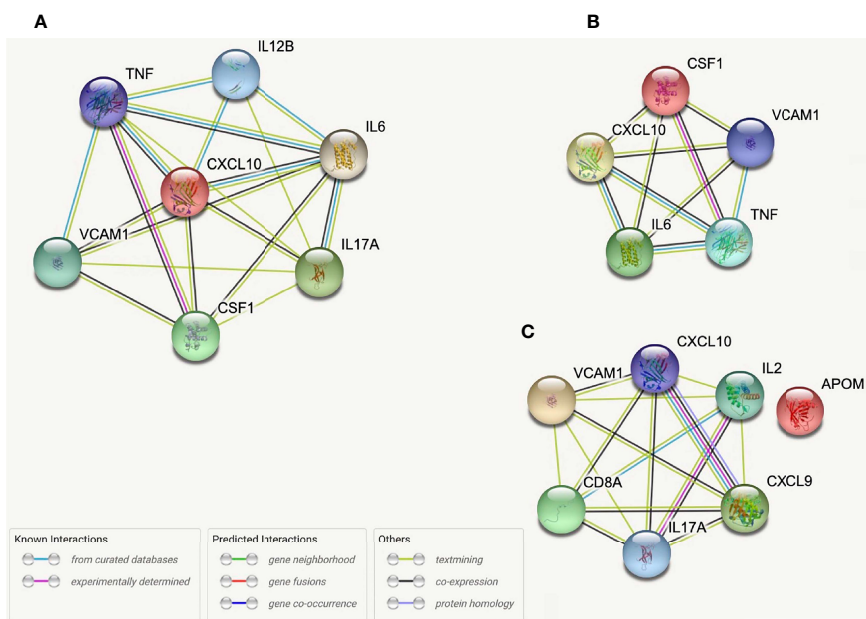 A
B
IL12B
TNF
IL6
CXCL10
VCAM1
IL17A
CSF1
CSF1
VCAM1
CXCL10
IL6
TNF
C
CXCL10
VCAM1
IL2
APOM
CD8A
CXCL9
IL17A
Known Interactions
from curated databases
experimentally determined
Predicted Interactions
gene neighborhood
gene fusions
gene co-occurrence
Others
textmining
co-expression
protein homology